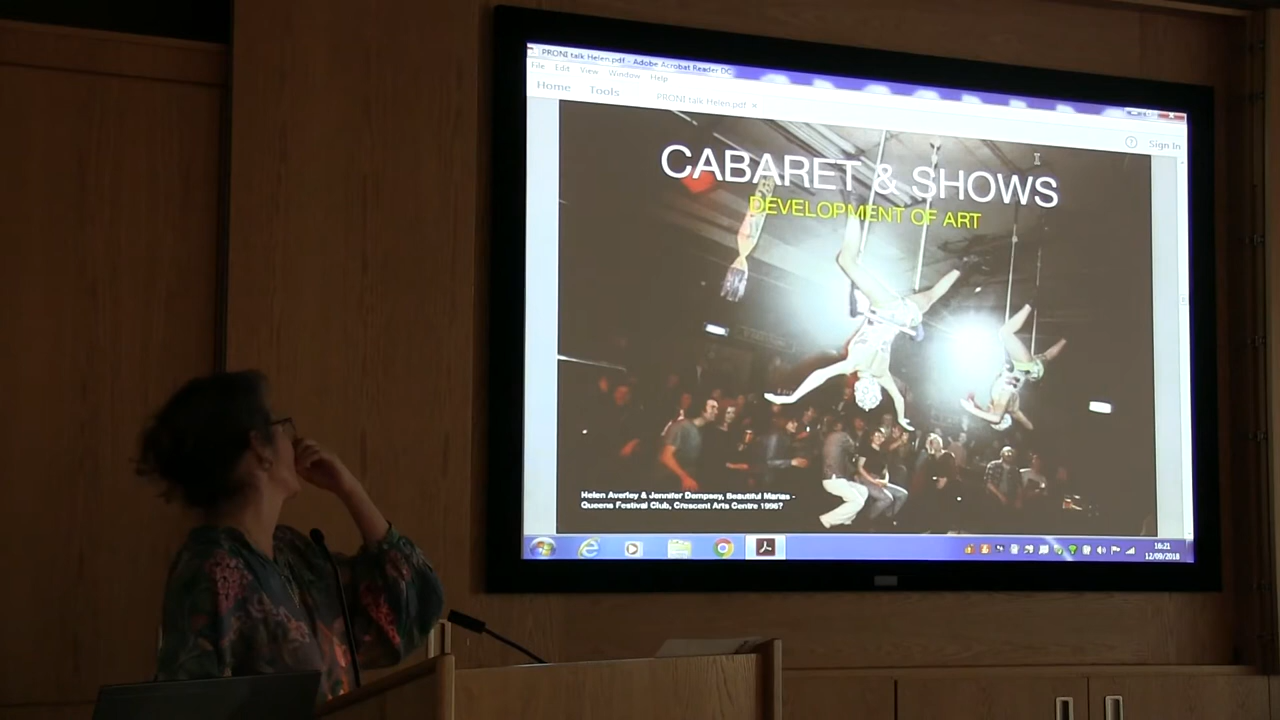 PRONI talk Helen.pdf - Adobe Acrobat Reader DC
File Edit View Window Help
Home Tools
PRONI talk Helen.pdf ×
? Sign In
CABARET & SHOWS
DEVELOPMENT OF ART
Helen Averley & Jennifer Dempsey, Beautiful Marias -
Queens Festival Club, Crescent Arts Centre 1996?
16:21
12/09/2018